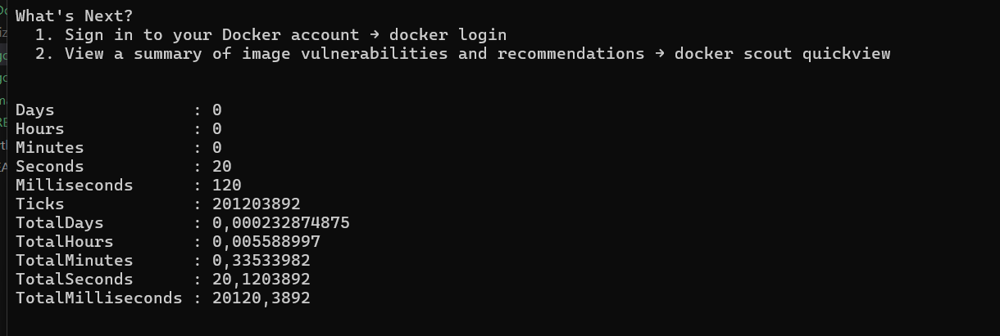 What's Next?
  1. Sign in to your Docker account → docker login
  2. View a summary of image vulnerabilities and recommendations → docker scout quickview
Days              : 0
Hours             : 0
Minutes           : 0
Seconds           : 20
Milliseconds      : 120
Ticks             : 201203892
TotalDays         : 0,000232874875
TotalHours        : 0,005588997
TotalMinutes      : 0,33533982
TotalSeconds      : 20,1203892
TotalMilliseconds : 20120,3892